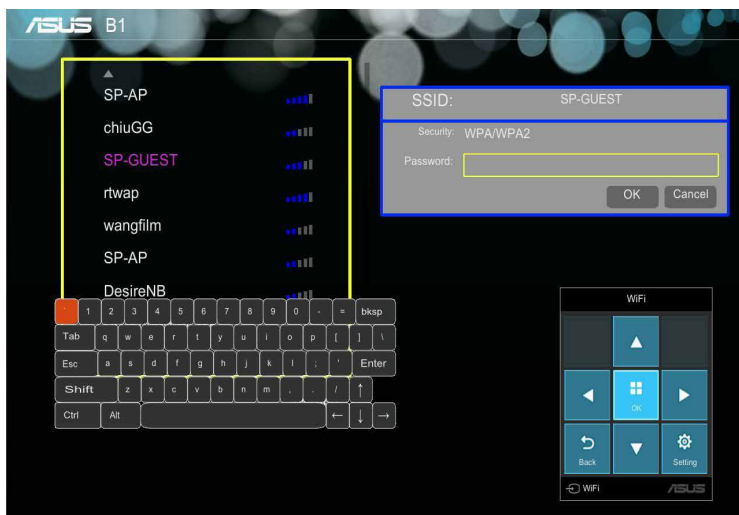 ASUS B1
SP-AP
chiuGG
SP-GUEST
rtwap
wangfilm
SP-AP
DesireNB
SSID: SP-GUEST
Security: WPA/WPA2
Password:
OK Cancel
` 1 2 3 4 5 6 7 8 9 0 - = bksp
Tab q w e r t y u i o p [ ] \
Esc a s d f g h j k l ; ' Enter
Shift z x c v b n m , . / ↑
Ctrl Alt ← ↓ →
WiFi
OK
Back Setting
WiFi ASUS